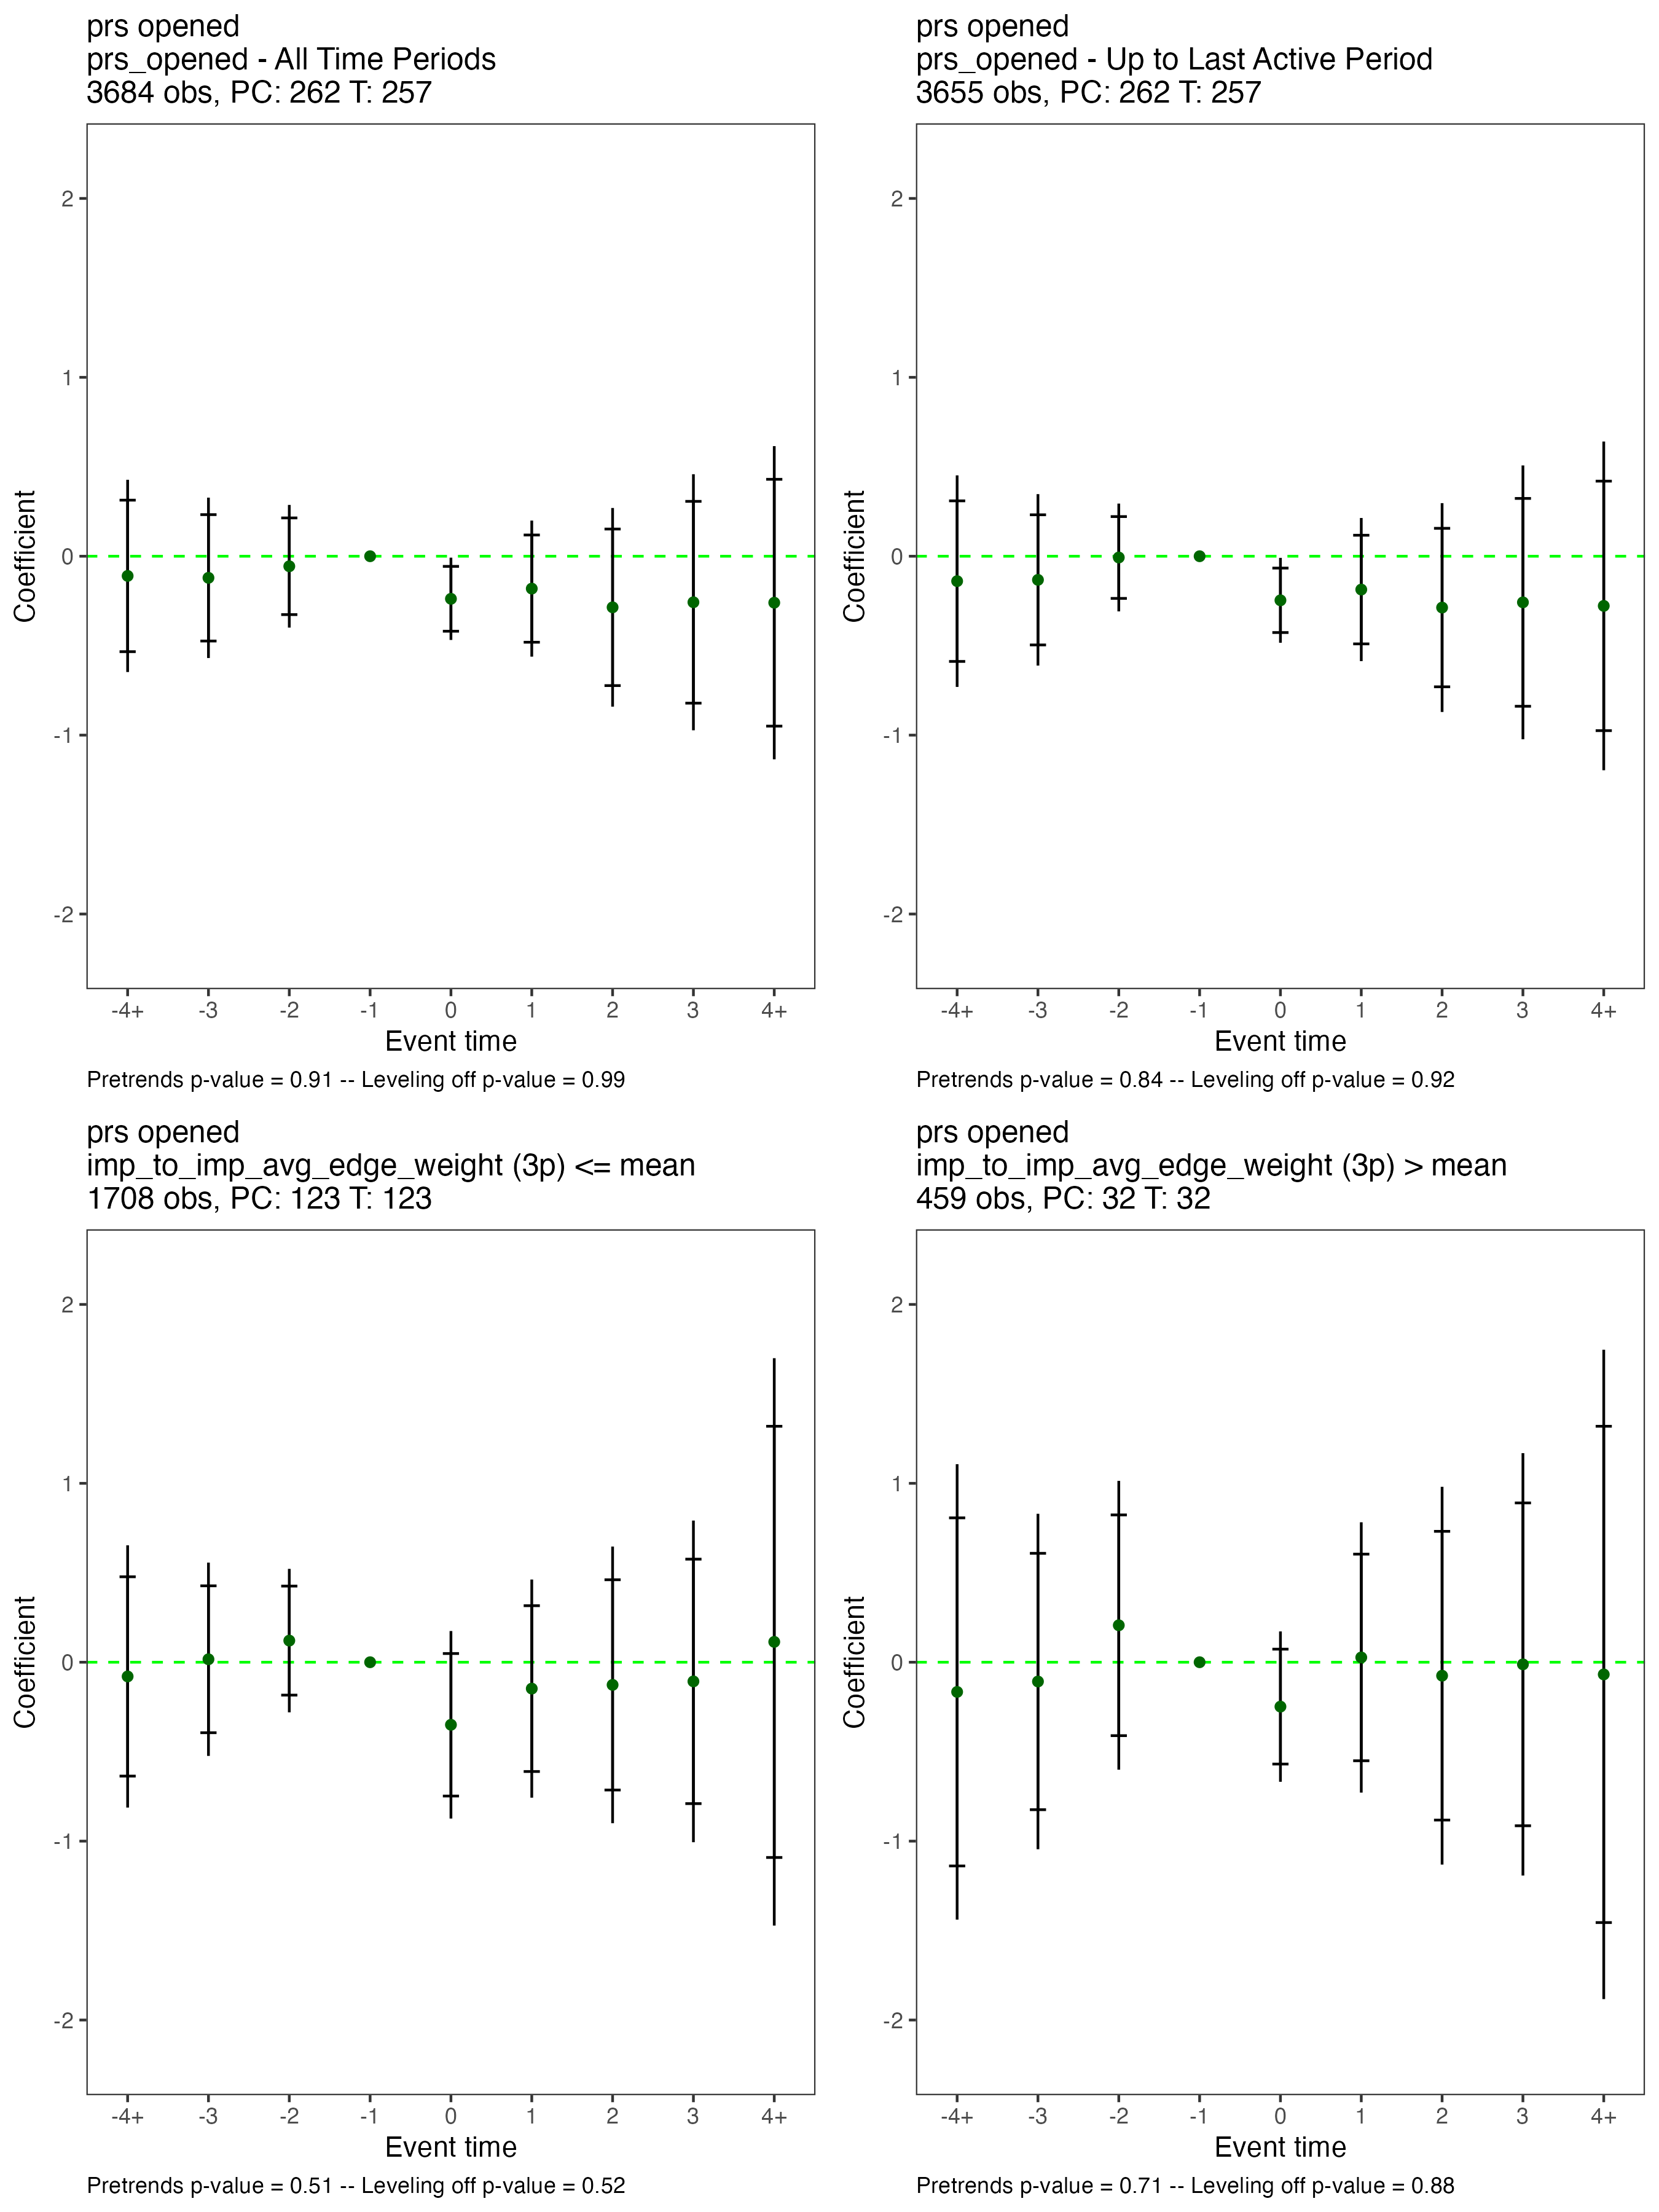 prs opened
prs_opened - All Time Periods
3684 obs, PC: 262 T: 257
2
1
0
-1
-2
Coefficient
-4+ -3 -2 -1 0 1 2 3 4+
Event time
Pretrends p-value = 0.91 -- Leveling off p-value = 0.99
prs opened
prs_opened - Up to Last Active Period
3655 obs, PC: 262 T: 257
2
1
0
-1
-2
Coefficient
-4+ -3 -2 -1 0 1 2 3 4+
Event time
Pretrends p-value = 0.84 -- Leveling off p-value = 0.92
prs opened
imp_to_imp_avg_edge_weight (3p) <= mean
1708 obs, PC: 123 T: 123
2
1
0
-1
-2
Coefficient
-4+ -3 -2 -1 0 1 2 3 4+
Event time
Pretrends p-value = 0.51 -- Leveling off p-value = 0.52
prs opened
imp_to_imp_avg_edge_weight (3p) > mean
459 obs, PC: 32 T: 32
2
1
0
-1
-2
Coefficient
-4+ -3 -2 -1 0 1 2 3 4+
Event time
Pretrends p-value = 0.71 -- Leveling off p-value = 0.88